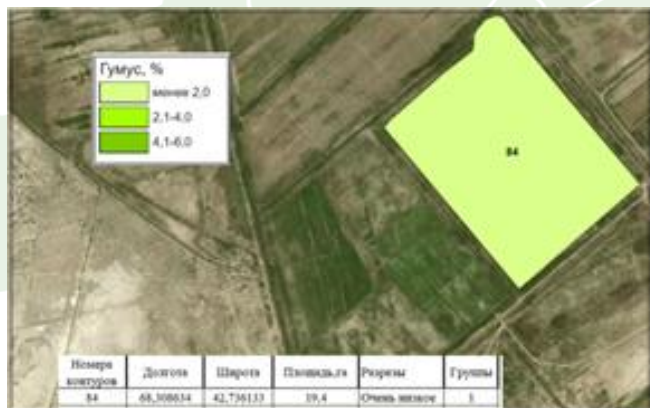 Гумус, %
менее 2,0
2,1-4,0
4,1-6,0
84
Номера контуров Долгота Широта Площадь,га Разрезы Группы
84 68,308634 42,736133 19,4 Очень низкое 1